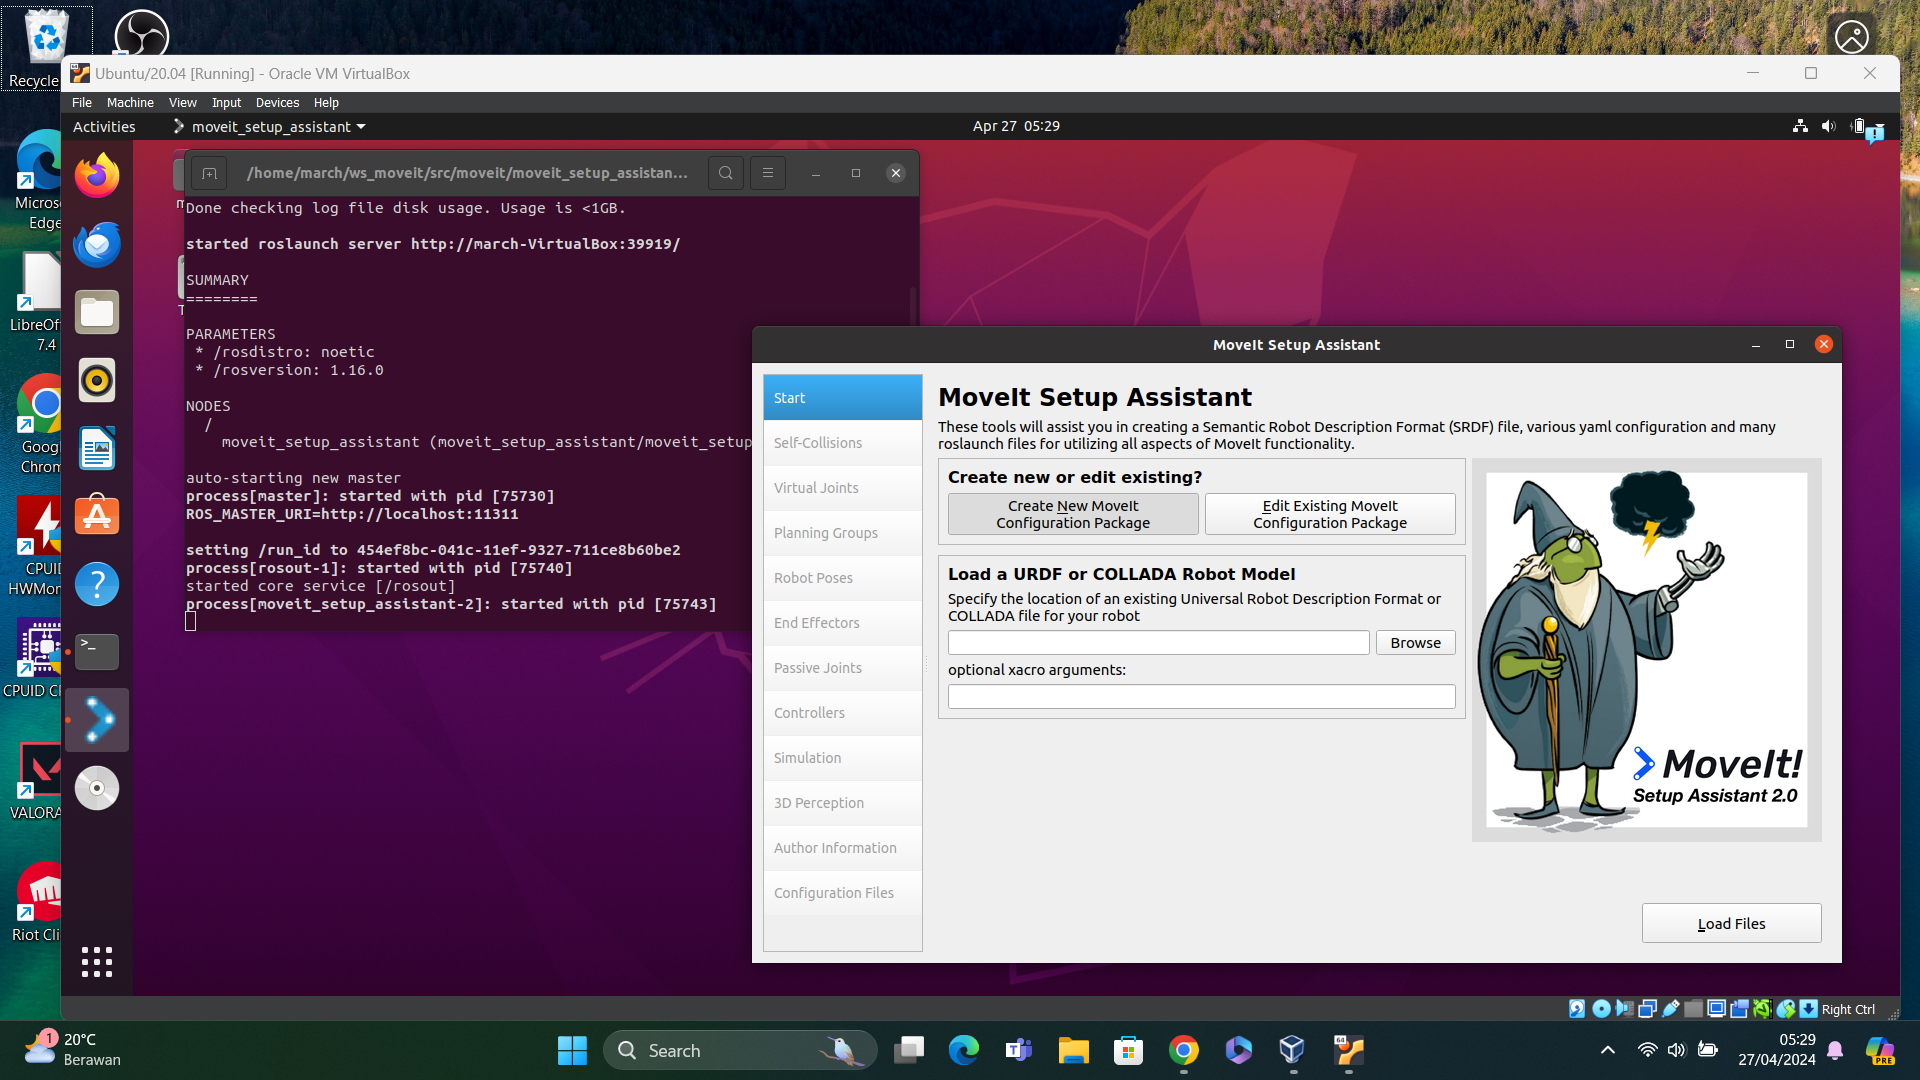 Recycle
Ubuntu/20.04 [Running] - Oracle VM VirtualBox
File Machine View Input Devices Help
Activities
moveit_setup_assistant
Apr 27 05:29
Microso
Edge
LibreOf
7.4
Googl
Chrom
CPUID
HWMon
CPUID C
VALORA
Riot Cli
/home/march/ws_moveit/src/moveit/moveit_setup_assistan...
Done checking log file disk usage. Usage is <1GB.
started roslaunch server http://march-VirtualBox:39919/
SUMMARY
========
PARAMETERS
* /rosdistro: noetic
* /rosversion: 1.16.0
NODES
/
moveit_setup_assistant (moveit_setup_assistant/moveit_setup
auto-starting new master
process[master]: started with pid [75730]
ROS_MASTER_URI=http://localhost:11311
setting /run_id to 454ef8bc-041c-11ef-9327-711ce8b60be2
process[rosout-1]: started with pid [75740]
started core service [/rosout]
process[moveit_setup_assistant-2]: started with pid [75743]
MoveIt Setup Assistant
Start
Self-Collisions
Virtual Joints
Planning Groups
Robot Poses
End Effectors
Passive Joints
Controllers
Simulation
3D Perception
Author Information
Configuration Files
MoveIt Setup Assistant
These tools will assist you in creating a Semantic Robot Description Format (SRDF) file, various yaml configuration and many
roslaunch files for utilizing all aspects of MoveIt functionality.
Create new or edit existing?
Create New MoveIt
Configuration Package
Edit Existing MoveIt
Configuration Package
Load a URDF or COLLADA Robot Model
Specify the location of an existing Universal Robot Description Format or
COLLADA file for your robot
Browse
optional xacro arguments:
MoveIt!
Setup Assistant 2.0
Load Files
Right Ctrl
1
20°C
Berawan
Search
64
05:29
27/04/2024
PRE